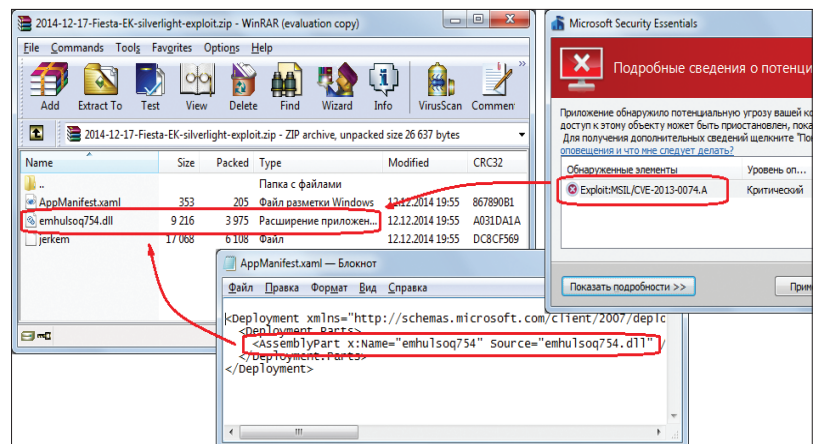 2014-12-17-Fiesta-EK-silverlight-exploit.zip - WinRAR (evaluation copy)
File Commands Tools Favorites Options Help
Add Extract To Test View Delete Find Wizard Info VirusScan Commen
2014-12-17-Fiesta-EK-silverlight-exploit.zip - ZIP archive, unpacked size 26 637 bytes
Name Size Packed Type Modified CRC32
.. Папка с файлами
AppManifest.xaml 353 205 Файл разметки Windows 12.12.2014 19:55 867890B1
emhulsoq754.dll 9 216 3 975 Расширение приложен... 12.12.2014 19:55 A031DA1A
jerkem 17 068 6 108 Файл 12.12.2014 19:55 DC8CF569
Microsoft Security Essentials
Подробные сведения о потенци
Приложение обнаружило потенциальную угрозу вашей ко
доступ к этому объекту может быть приостановлен, пока
Для получения дополнительных сведений щелкните "По
оповещения и что мне следует делать?
Обнаруженные элементы Уровень оп...
Exploit:MSIL/CVE-2013-0074.A Критический
Показать подробности >> Прин
AppManifest.xaml — Блокнот
Файл Правка Формат Вид Справка
<Deployment xmlns="http://schemas.microsoft.com/client/2007/deplo
<Deployment.Parts>
<AssemblyPart x:Name="emhulsoq754" Source="emhulsoq754.dll" /
</Deployment.Parts>
</Deployment>